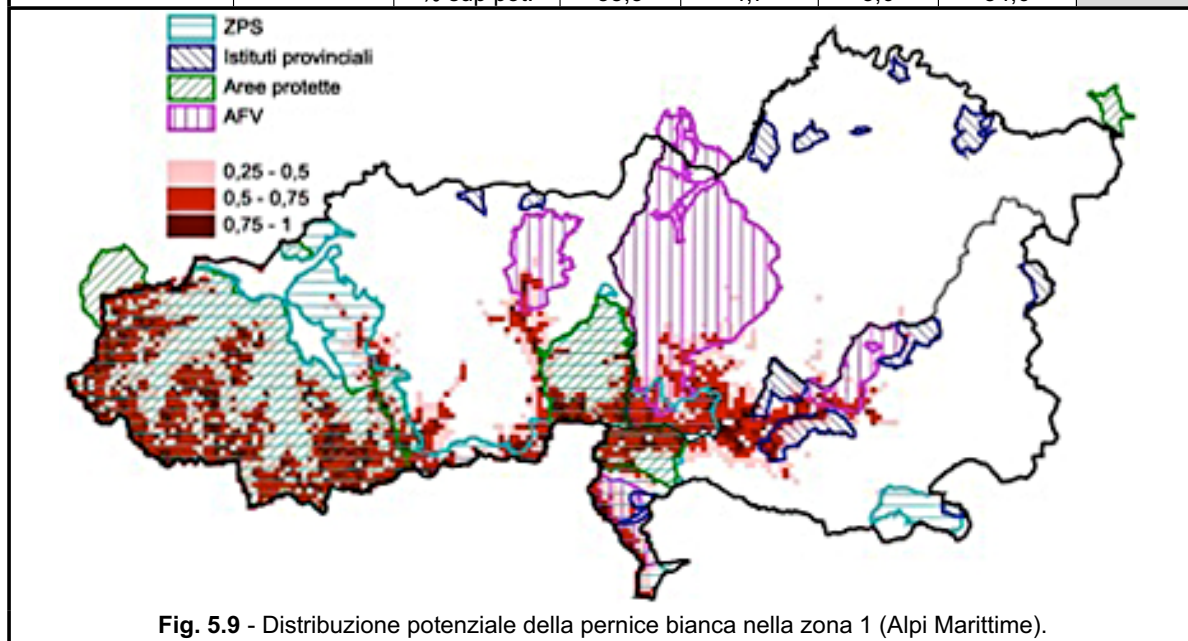 ZPS
Istituti provinciali
Aree protette
AFV
0,25 - 0,5
0,5 - 0,75
0,75 - 1
Fig. 5.9 - Distribuzione potenziale della pernice bianca nella zona 1 (Alpi Marittime).